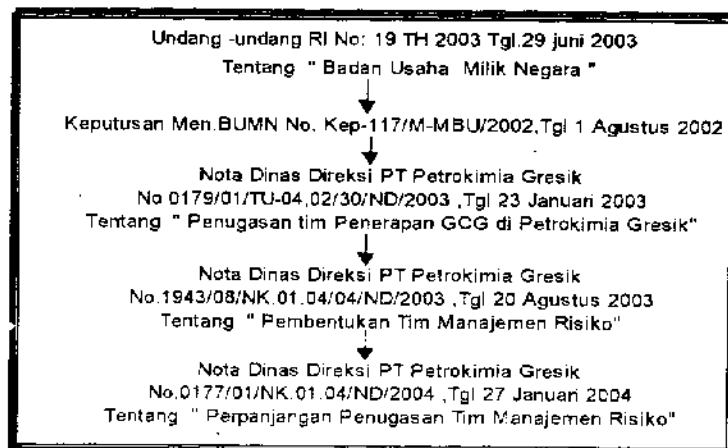 Undang -undang RI No: 19 TH 2003 Tgl.29 juni 2003
Tentang " Badan Usaha Milik Negara "
Keputusan Men.BUMN No. Kep-117/M-MBU/2002,Tgl 1 Agustus 2002
Nota Dinas Direksi PT Petrokimia Gresik
No 0179/01/TU-04,02/30/ND/2003 ,Tgl 23 Januari 2003
Tentang " Penugasan tim Penerapan GCG di Petrokimia Gresik"
Nota Dinas Direksi PT Petrokimia Gresik
No.1943/08/NK.01.04/04/ND/2003 ,Tgl 20 Agustus 2003
Tentang " Pembentukan Tim Manajemen Risiko"
Nota Dinas Direksi PT Petrokimia Gresik
No.0177/01/NK.01.04/ND/2004 ,Tgl 27 Januari 2004
Tentang " Perpanjangan Penugasan Tim Manajemen Risiko"